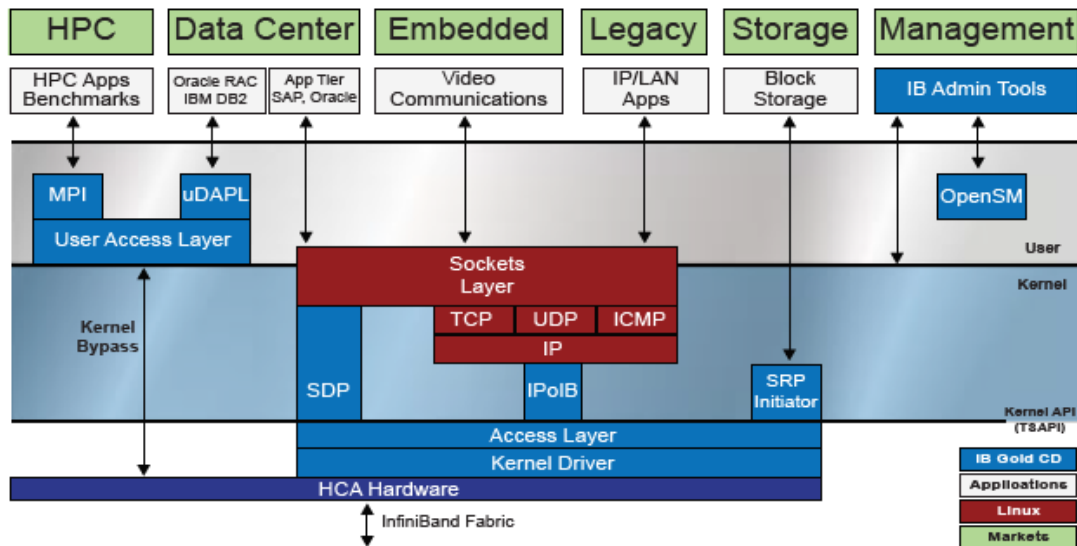 HPC
Data Center
Embedded
Legacy
Storage
Management
HPC Apps
Benchmarks
Oracle RAC
IBM DB2
App Tier
SAP, Oracle
Video
Communications
IP/LAN
Apps
Block
Storage
IB Admin Tools
MPI
uDAPL
OpenSM
User Access Layer
User
Sockets
Layer
Kernel
Kernel
Bypass
TCP
UDP
ICMP
IP
SDP
IPoIB
SRP
Initiator
Kernel API
(TSAPI)
Access Layer
Kernel Driver
HCA Hardware
InfiniBand Fabric
IB Gold CD
Applications
Linux
Markets